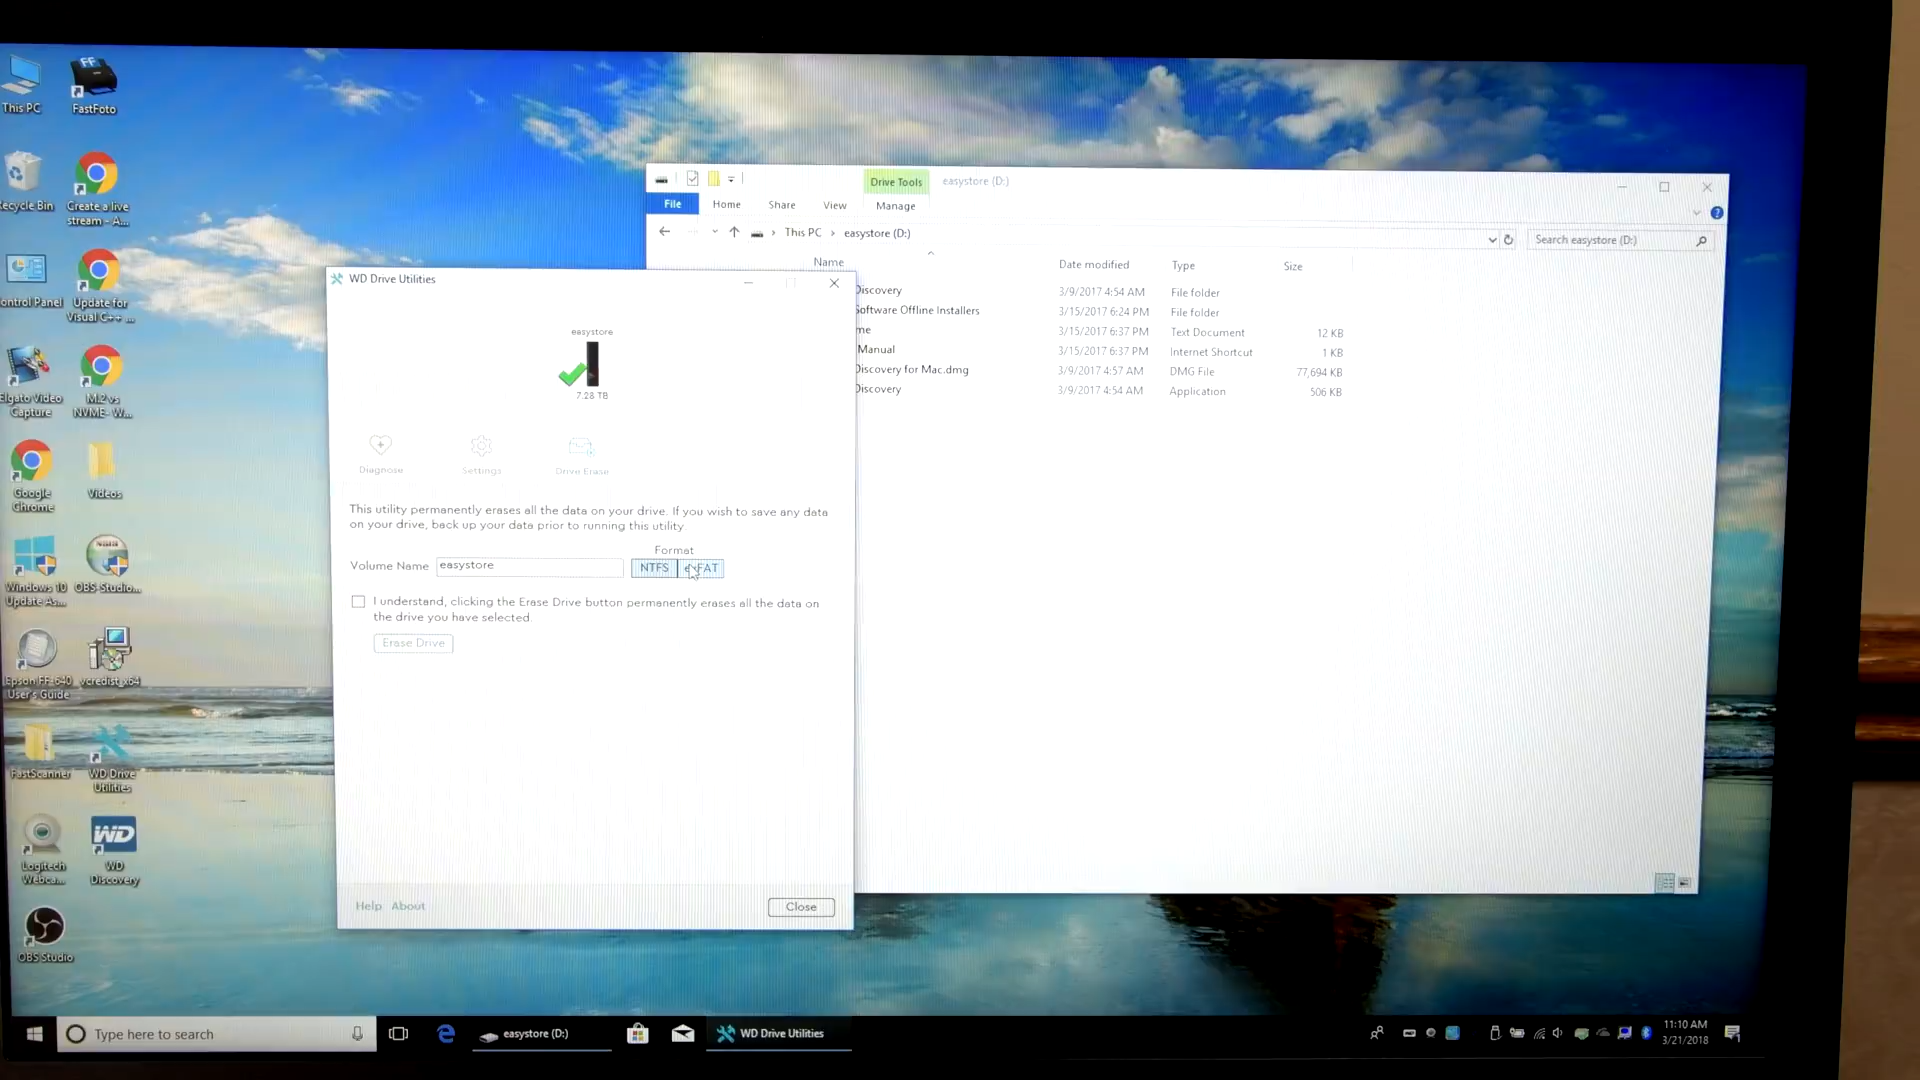 This PC
FastFoto
Recycle Bin
Create a live
stream - A...
Control Panel
Update for
Visual C++ ...
Elgato Video
Capture
M.2 vs
NVME- W...
Google
Chrome
Videos
Windows 10
Update As...
OBS-Studio...
Epson FF-640
User's Guide
vcredist_x64
FastScanner
WD Drive
Utilities
Logitech
Webca...
WD
WD
Discovery
OBS Studio
Drive Tools
easystore (D:)
File
Home
Share
View
Manage
This PC > easystore (D:)
Search easystore (D:)
Name
Date modified
Type
Size
Discovery
3/9/2017 4:54 AM
File folder
Software Offline Installers
3/15/2017 6:24 PM
File folder
me
3/15/2017 6:37 PM
Text Document
12 KB
Manual
3/15/2017 6:37 PM
Internet Shortcut
1 KB
Discovery for Mac.dmg
3/9/2017 4:57 AM
DMG File
77,694 KB
Discovery
3/9/2017 4:54 AM
Application
506 KB
WD Drive Utilities
easystore
7.28 TB
Diagnose
Settings
Drive Erase
This utility permanently erases all the data on your drive. If you wish to save any data
on your drive, back up your data prior to running this utility.
Format
Volume Name
easystore
NTFS
exFAT
I understand, clicking the Erase Drive button permanently erases all the data on
the drive you have selected.
Erase Drive
Help
About
Close
Type here to search
easystore (D:)
WD Drive Utilities
11:10 AM
3/21/2018